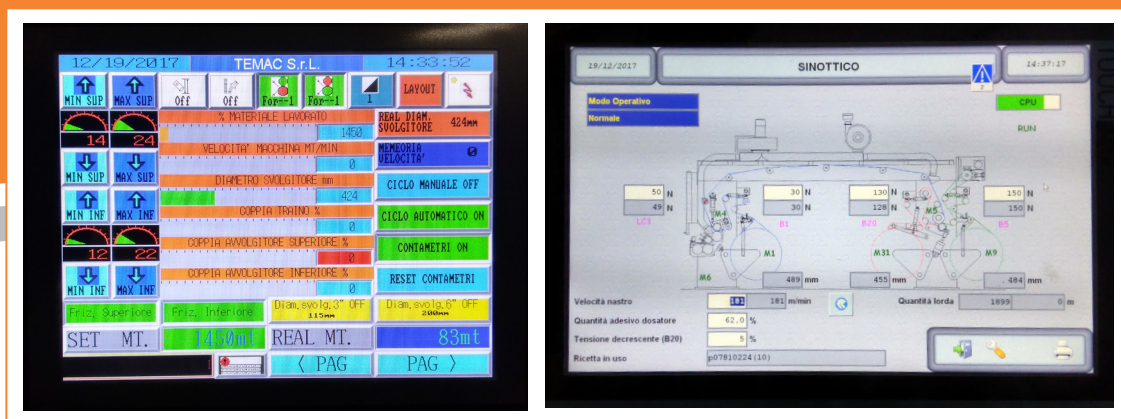 12/19/2017 TEMAC S.r.L. 14:33:52
MIN SUP MAX SUP Off Off For--1 For--1 1 LAYOUT
% MATERIALE LAVORATO
1450
REAL DIAM. SVOLGITORE 424MM
14 24
VELOCITA' MACCHINA MT/MIN
0
MEMEORIA VELOCITA' 0
MIN SUP MAX SUP
DIAMETRO SVOLGITORE mm
424
CICLO MANUALE OFF
MIN INF MAX INF
COPPIA TRAINO %
0
CICLO AUTOMATICO ON
12 22
COPPIA AVVOLGITORE SUPERIORE %
0
CONTAMETRI ON
MIN INF MAX INF
COPPIA AVVOLGITORE INFERIORE %
0
RESET CONTAMETRI
Friz. Superiore Friz. Inferiore Diam.svolg.3" OFF 115MM Diam.svolg.6" OFF 200MM
SET MT. 1450mt REAL MT. 83mt
< PAG PAG >
19/12/2017 SINOTTICO 14:37:17
Modo Operativo
Normale
CPU
RUN
50 N 30 N 130 N 150 N
49 N 30 N 128 N 150 N
LC3 B1 B20 B5
M4 M5
M1 M31 M9
M6
489 mm 455 mm 484 mm
Velocità nastro 181 181 m/min Quantità lorda 1899 0 m
Quantità adesivo dosatore 62,0 %
Tensione decrescente (B20) 5 %
Ricetta in uso p07810224(10)